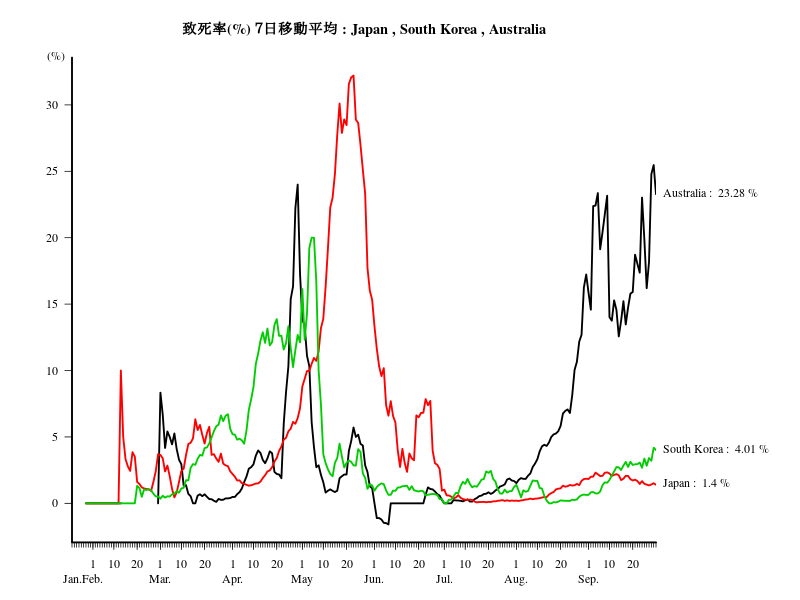 致死率(%) 7日移動平均 : Japan , South Korea , Australia
(%)
30
25
20
15
10
5
0
Australia : 23.28 %
South Korea : 4.01 %
Japan : 1.4 %
1 10 20 1 10 20 1 10 20 1 10 20 1 10 20 1 10 20 1 10 20 1 10 20
Jan.Feb. Mar. Apr. May Jun. Jul. Aug. Sep.